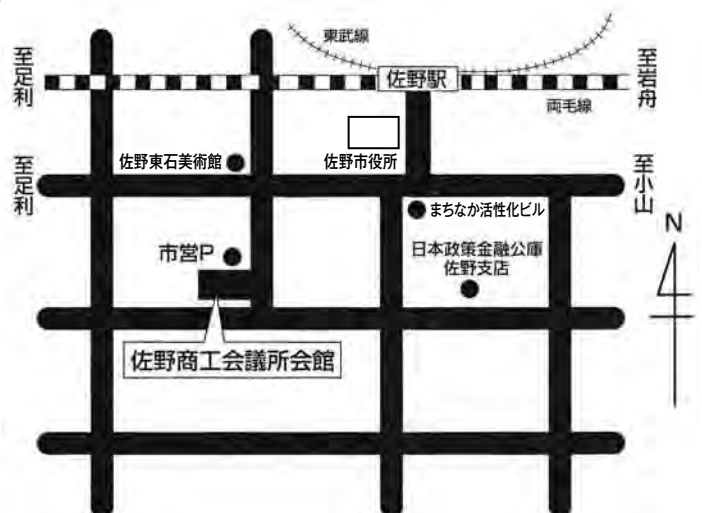 東武線
至足利
佐野駅
至岩舟
両毛線
佐野東石美術館
佐野市役所
至足利
至小山
まちなか活性化ビル
N
市営P
日本政策金融公庫
佐野支店
佐野商工会議所会館